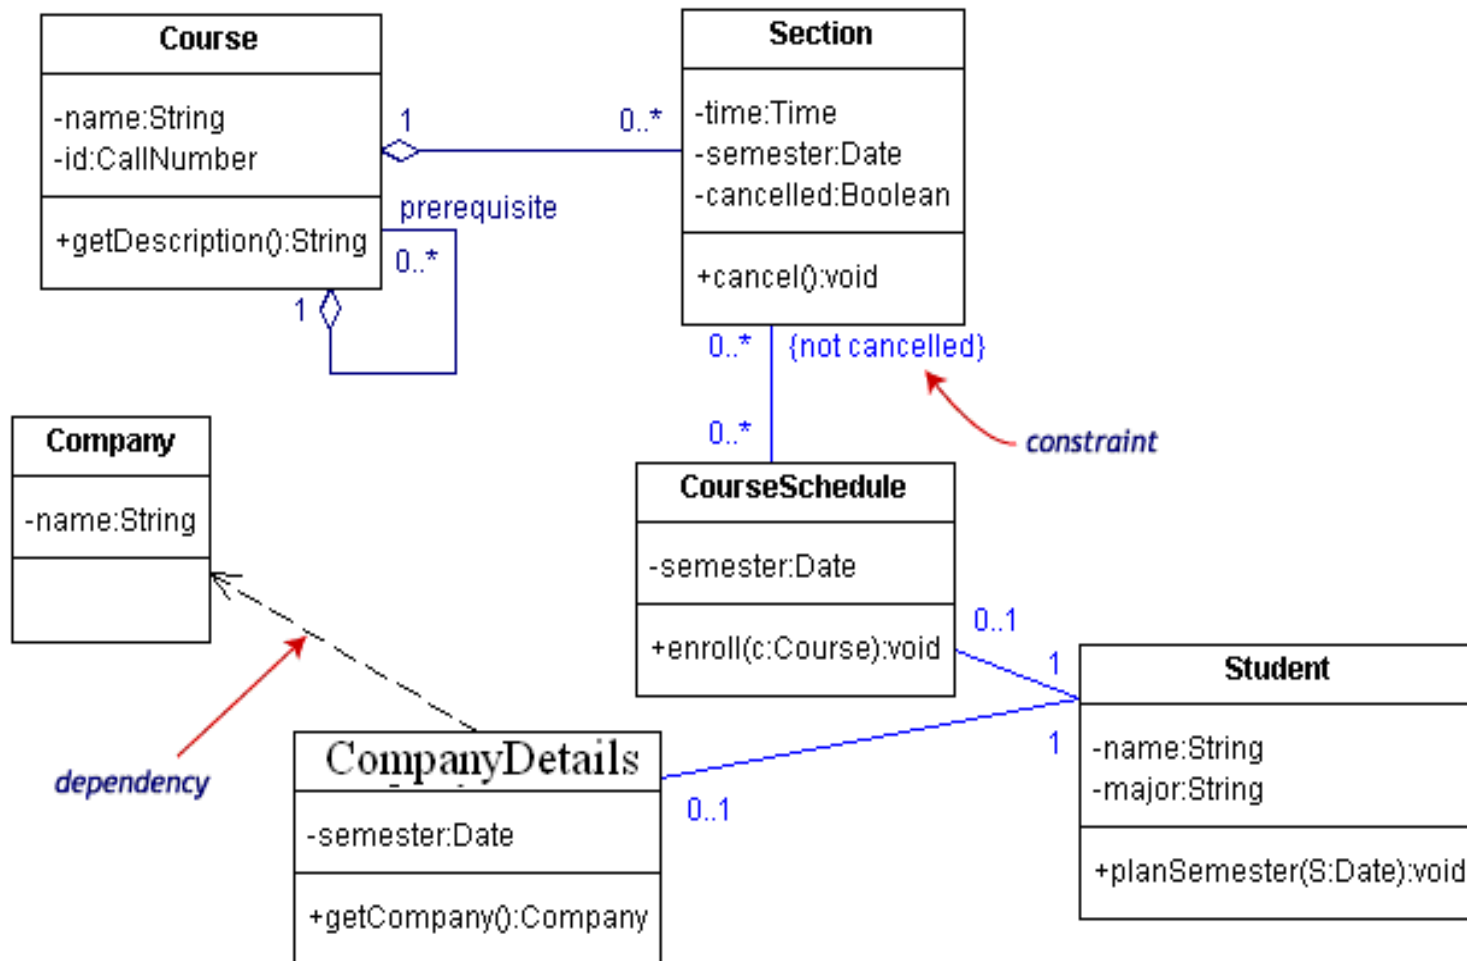 Course
-name:String
-id:CallNumber
+getDescription():String
1
0..*
prerequisite
0..*
1
Section
-time:Time
-semester:Date
-cancelled:Boolean
+cancel():void
0..*
{not cancelled}
constraint
0..*
Company
-name:String
dependency
CourseSchedule
-semester:Date
+enroll(c:Course):void
0..1
1
Student
-name:String
-major:String
+planSemester(S:Date):void
1
0..1
CompanyDetails
-semester:Date
+getCompany():Company